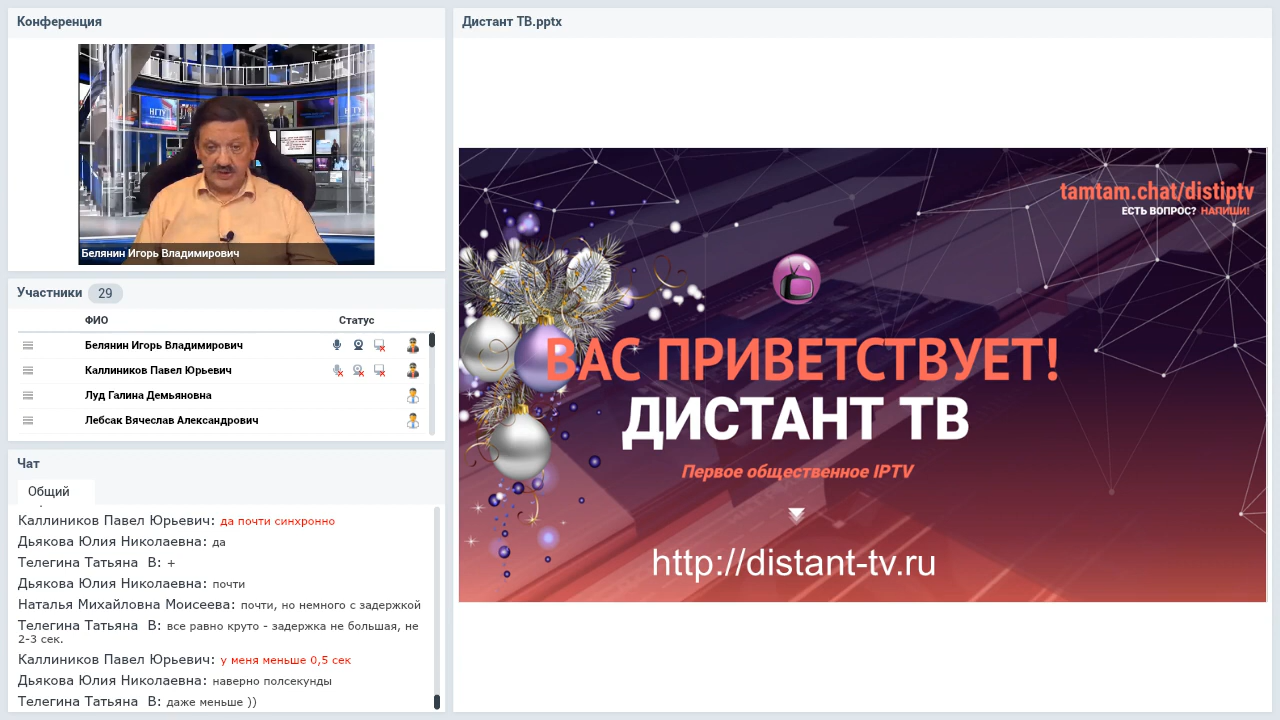 Конференция
НГТУ
Белянин Игорь Владимирович
Участники 29
ФИО Статус
Белянин Игорь Владимирович
Каллиников Павел Юрьевич
Луд Галина Демьяновна
Лебсак Вячеслав Александрович
Чат
Общий
Каллиников Павел Юрьевич: да почти синхронно
Дьякова Юлия Николаевна: да
Телегина Татьяна В: +
Дьякова Юлия Николаевна: почти
Наталья Михайловна Моисеева: почти, но немного с задержкой
Телегина Татьяна В: все равно круто - задержка не большая, не
2-3 сек.
Каллиников Павел Юрьевич: у меня меньше 0,5 сек
Дьякова Юлия Николаевна: наверно полсекунды
Телегина Татьяна В: даже меньше ))
Дистант ТВ.pptx
tamtam.chat/distiptv
ЕСТЬ ВОПРОС? НАПИШИ!
ВАС ПРИВЕТСТВУЕТ!
ДИСТАНТ ТВ
Первое общественное IPTV
http://distant-tv.ru